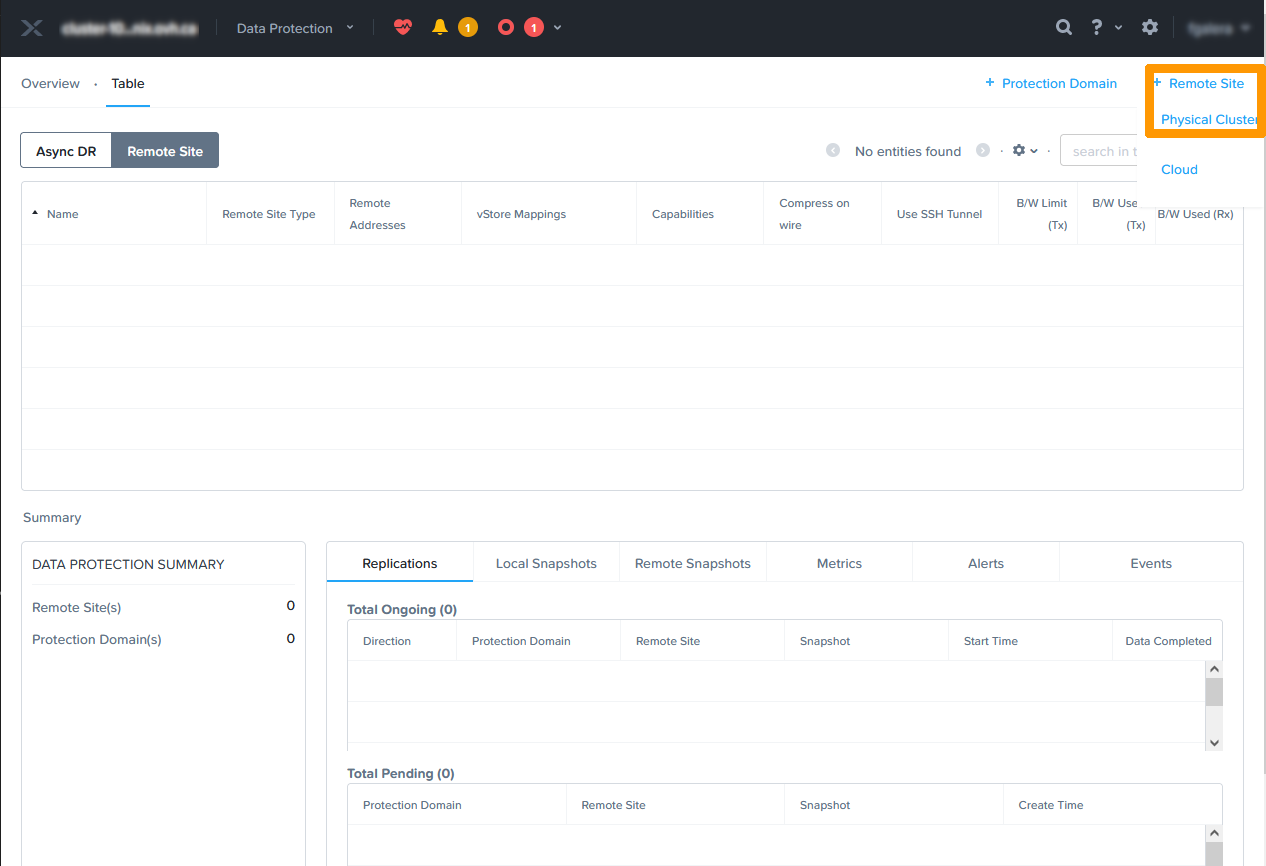 Data Protection
1
1
?
Overview · Table
+ Protection Domain
+ Remote Site
Physical Cluster
Cloud
Async DR
Remote Site
No entities found
search in t
Name
Remote Site Type
Remote Addresses
vStore Mappings
Capabilities
Compress on wire
Use SSH Tunnel
B/W Limit (Tx)
B/W Use (Tx)
B/W Used (Rx)
Summary
DATA PROTECTION SUMMARY
Remote Site(s) 0
Protection Domain(s) 0
Replications
Local Snapshots
Remote Snapshots
Metrics
Alerts
Events
Total Ongoing (0)
Direction
Protection Domain
Remote Site
Snapshot
Start Time
Data Completed
Total Pending (0)
Protection Domain
Remote Site
Snapshot
Create Time